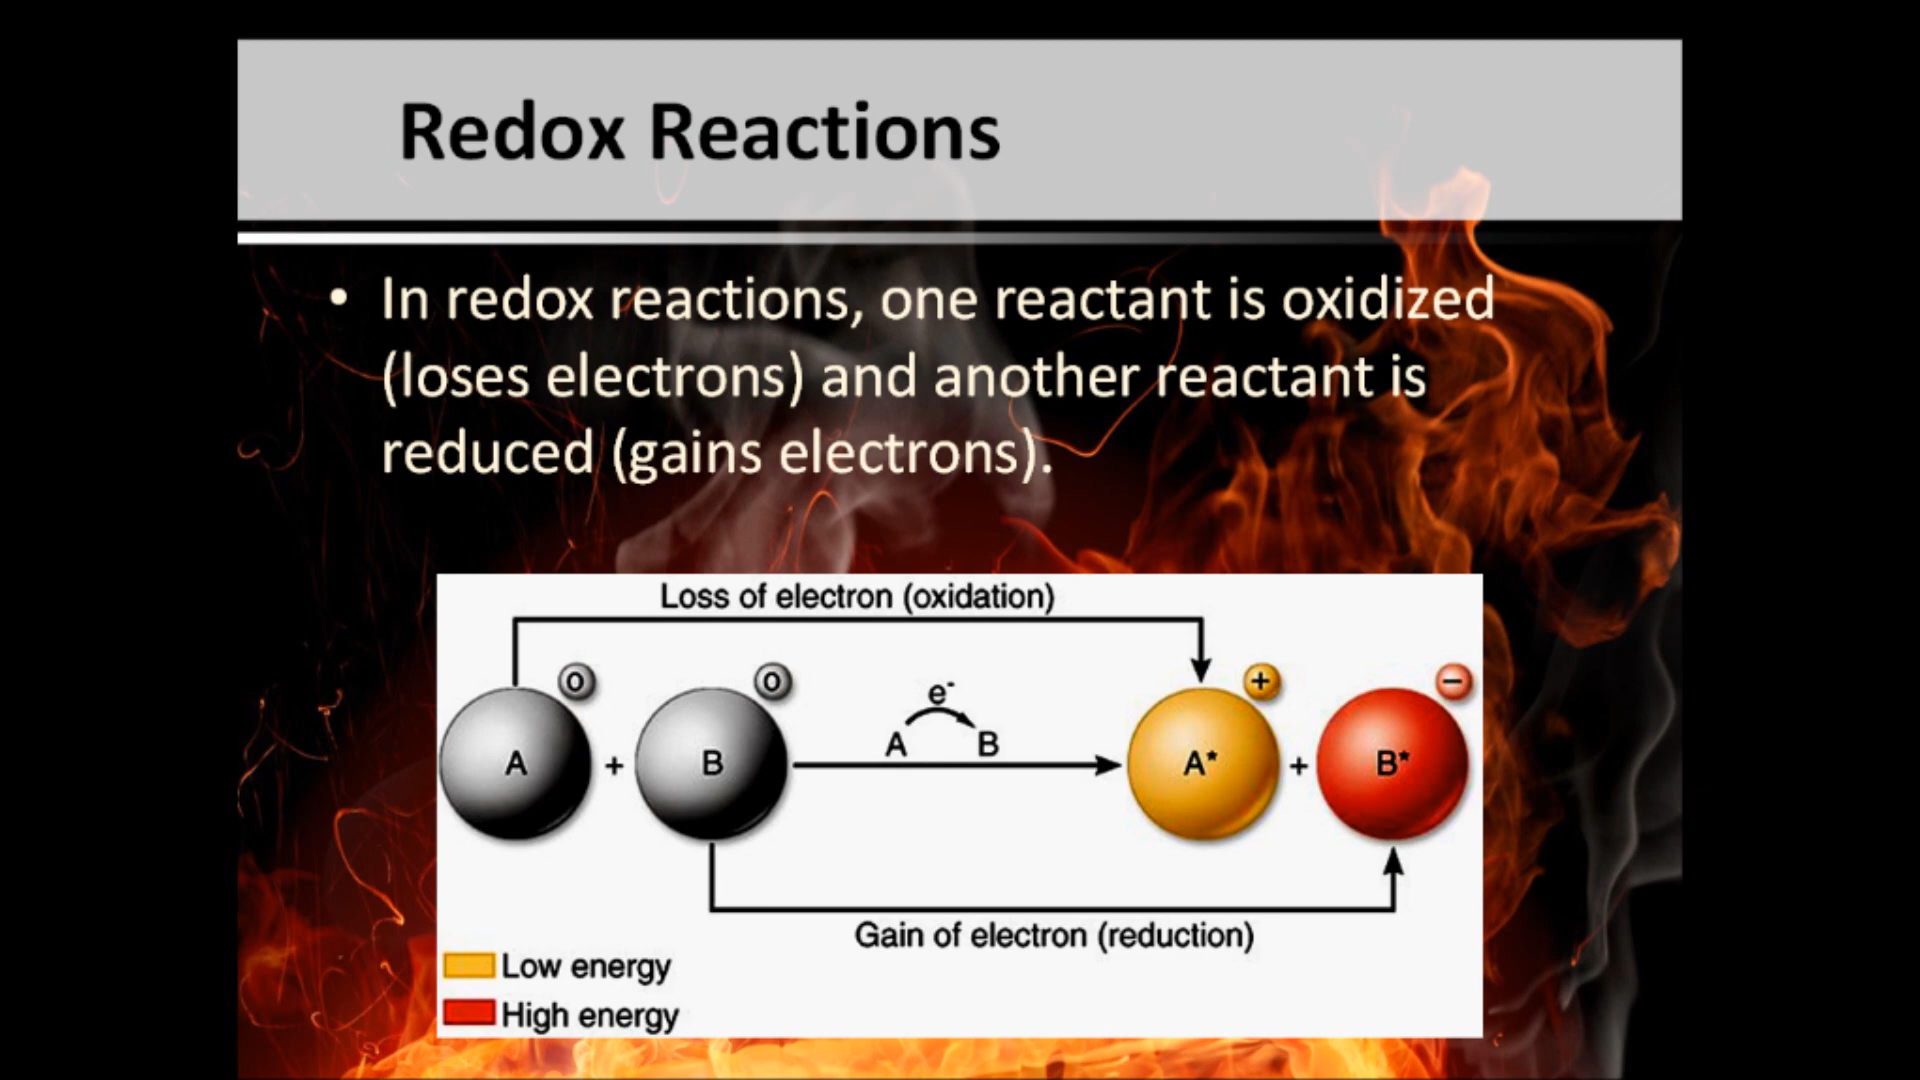 Redox Reactions
• In redox reactions, one reactant is oxidized
(loses electrons) and another reactant is
reduced (gains electrons).
Loss of electron (oxidation)
O
O
+
−
e-
A B
A
+
B
A*
+
B*
Gain of electron (reduction)
Low energy
High energy